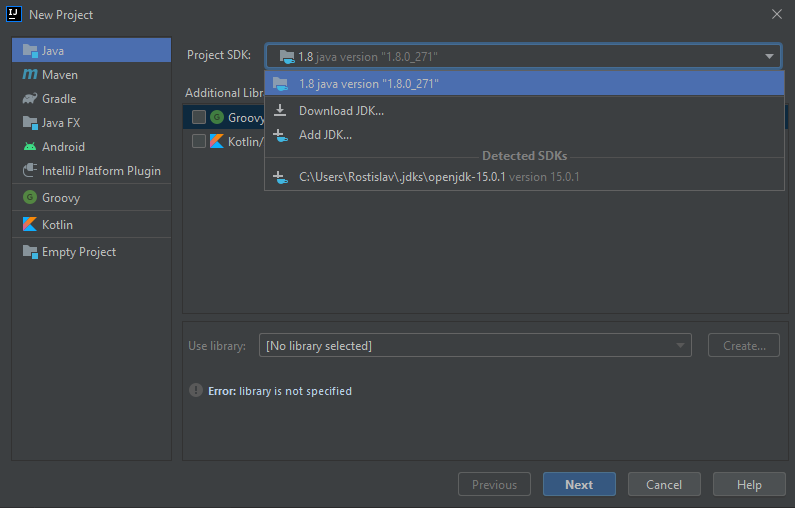 New Project
Java
Maven
Gradle
Java FX
Android
IntelliJ Platform Plugin
Groovy
Kotlin
Empty Project
Project SDK:
1.8 java version "1.8.0_271"
1.8 java version "1.8.0_271"
Download JDK...
Add JDK...
Detected SDKs
C:\Users\Rostislav\.jdks\openjdk-15.0.1 version 15.0.1
Additional Libr
Groovy
Kotlin/
Use library:
[No library selected]
Create...
Error: library is not specified
Previous
Next
Cancel
Help